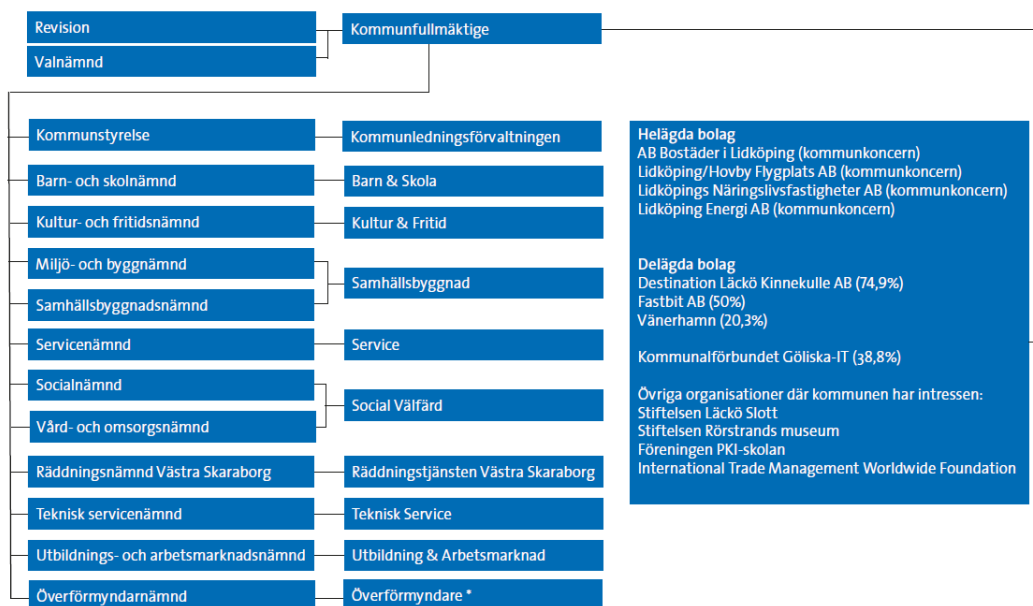 Revision
Kommunfullmäktige
Valnämnd
Kommunstyrelse
Kommunledningsförvaltningen
Barn- och skolnämnd
Barn & Skola
Kultur- och fritidsnämnd
Kultur & Fritid
Miljö- och byggnämnd
Samhällsbyggnad
Samhällsbyggnadsnämnd
Servicenämnd
Service
Socialnämnd
Social Välfärd
Vård- och omsorgsnämnd
Räddningsnämnd Västra Skaraborg
Räddningstjänsten Västra Skaraborg
Teknisk servicenämnd
Teknisk Service
Utbildnings- och arbetsmarknadsnämnd
Utbildning & Arbetsmarknad
Överförmyndarnämnd
Överförmyndare *
Helägda bolag
AB Bostäder i Lidköping (kommunkoncern)
Lidköping/Hovby Flygplats AB (kommunkoncern)
Lidköpings Näringslivsfastigheter AB (kommunkoncern)
Lidköping Energi AB (kommunkoncern)
Delägda bolag
Destination Läckö Kinnekulle AB (74,9%)
Fastbit AB (50%)
Vänerhamn (20,3%)
Kommunalförbundet Göliska-IT (38,8%)
Övriga organisationer där kommunen har intressen:
Stiftelsen Läckö Slott
Stiftelsen Rörstrands museum
Föreningen PKI-skolan
International Trade Management Worldwide Foundation